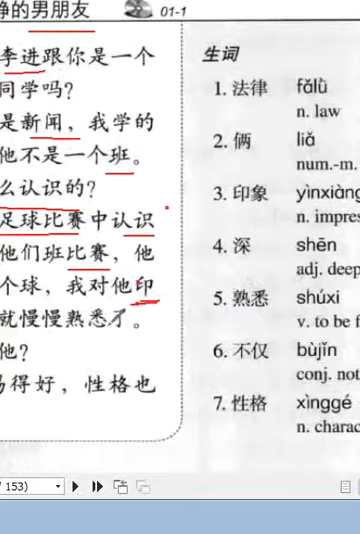 静的男朋友
01-1
李进跟你是一个
同学吗?
是新闻，我学的
他不是一个班。
么认识的?
足球比赛中认识
他们班比赛，他
个球，我对他印
就慢慢熟悉了。
他?
得好，性格也
生词
1. 法律 fǎlǜ
n. law
2. 俩 liǎ
num.-m.
3. 印象 yìnxiàng
n. impres
4. 深 shēn
adj. deep
5. 熟悉 shúxi
v. to be f
6. 不仅 bùjǐn
conj. not
7. 性格 xìnggé
n. charac
/ 153)